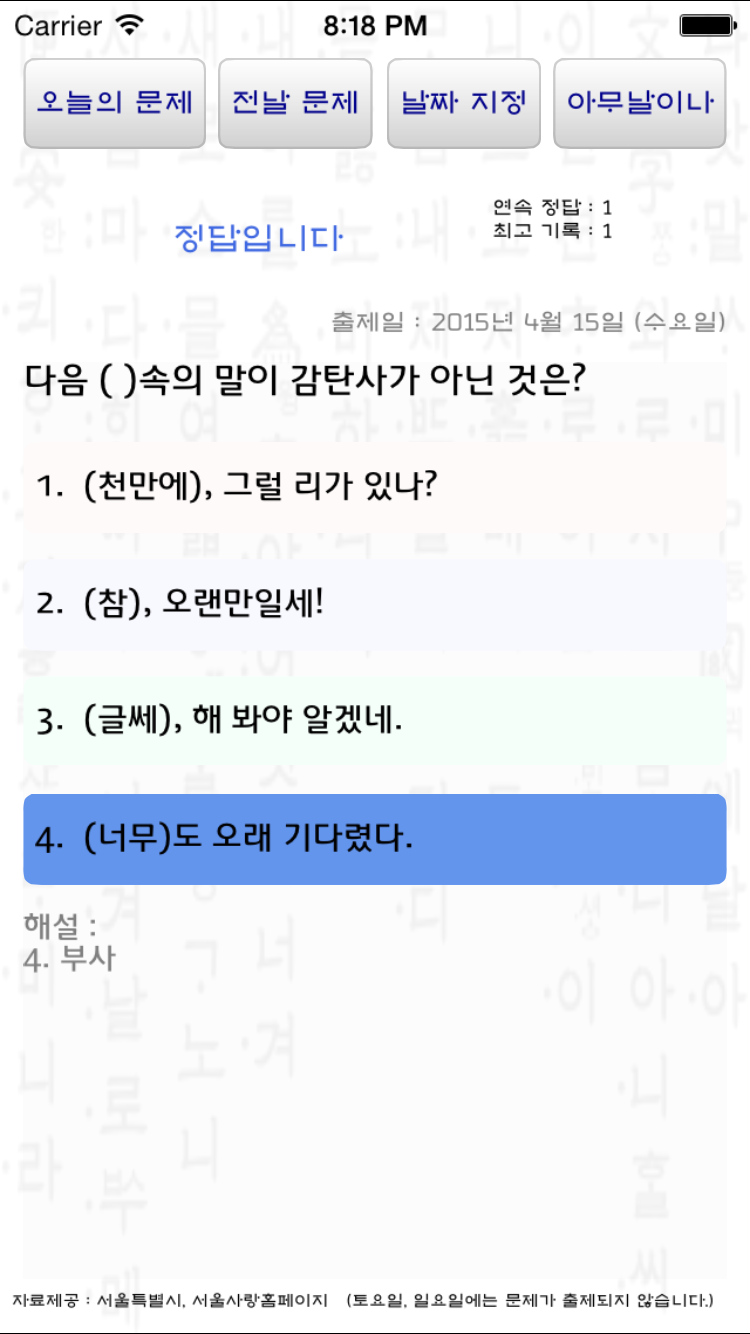 Carrier 8:18 PM
오늘의 문제 전날 문제 날짜 지정 아무날이나
연속 정답 : 1
정답입니다
최고 기록 : 1
출제일 : 2015년 4월 15일 (수요일)
다음 ( )속의 말이 감탄사가 아닌 것은?
1. (천만에), 그럴 리가 있나?
2. (참), 오랜만일세!
3. (글쎄), 해 봐야 알겠네.
4. (너무)도 오래 기다렸다.
해설 :
4. 부사
자료제공 : 서울특별시, 서울사랑홈페이지 (토요일, 일요일에는 문제가 출제되지 않습니다.)